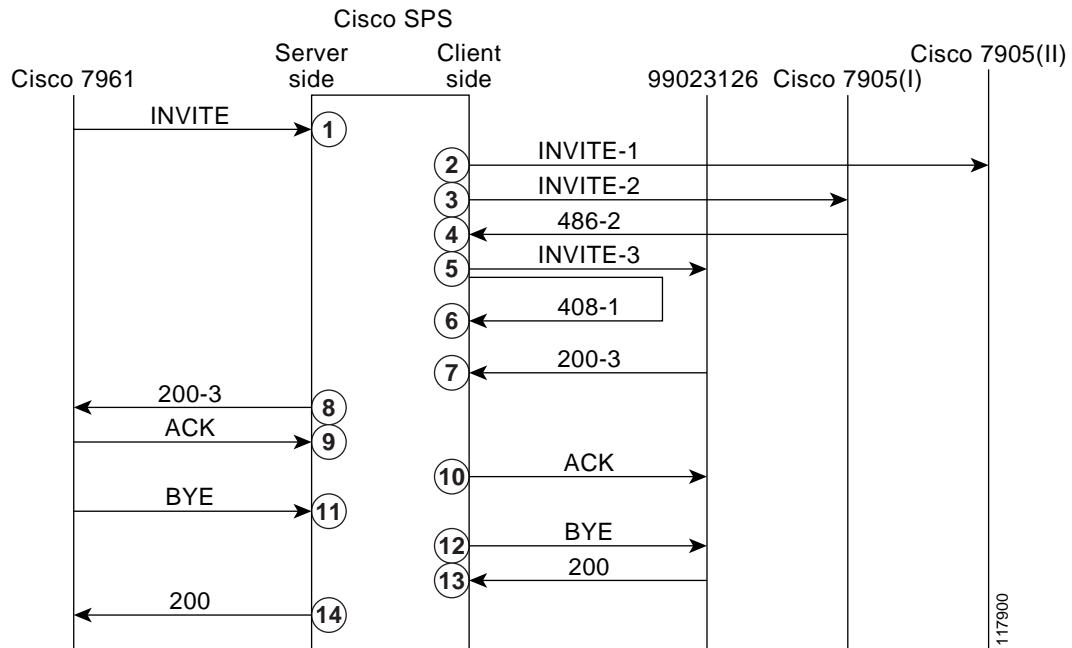 Cisco SPS
Server side
Client side
Cisco 7961
99023126
Cisco 7905(I)
Cisco 7905(II)
INVITE
1
2
INVITE-1
3
INVITE-2
4
486-2
5
INVITE-3
6
408-1
7
200-3
200-3
8
ACK
9
10
ACK
BYE
11
12
BYE
13
200
200
14
117900